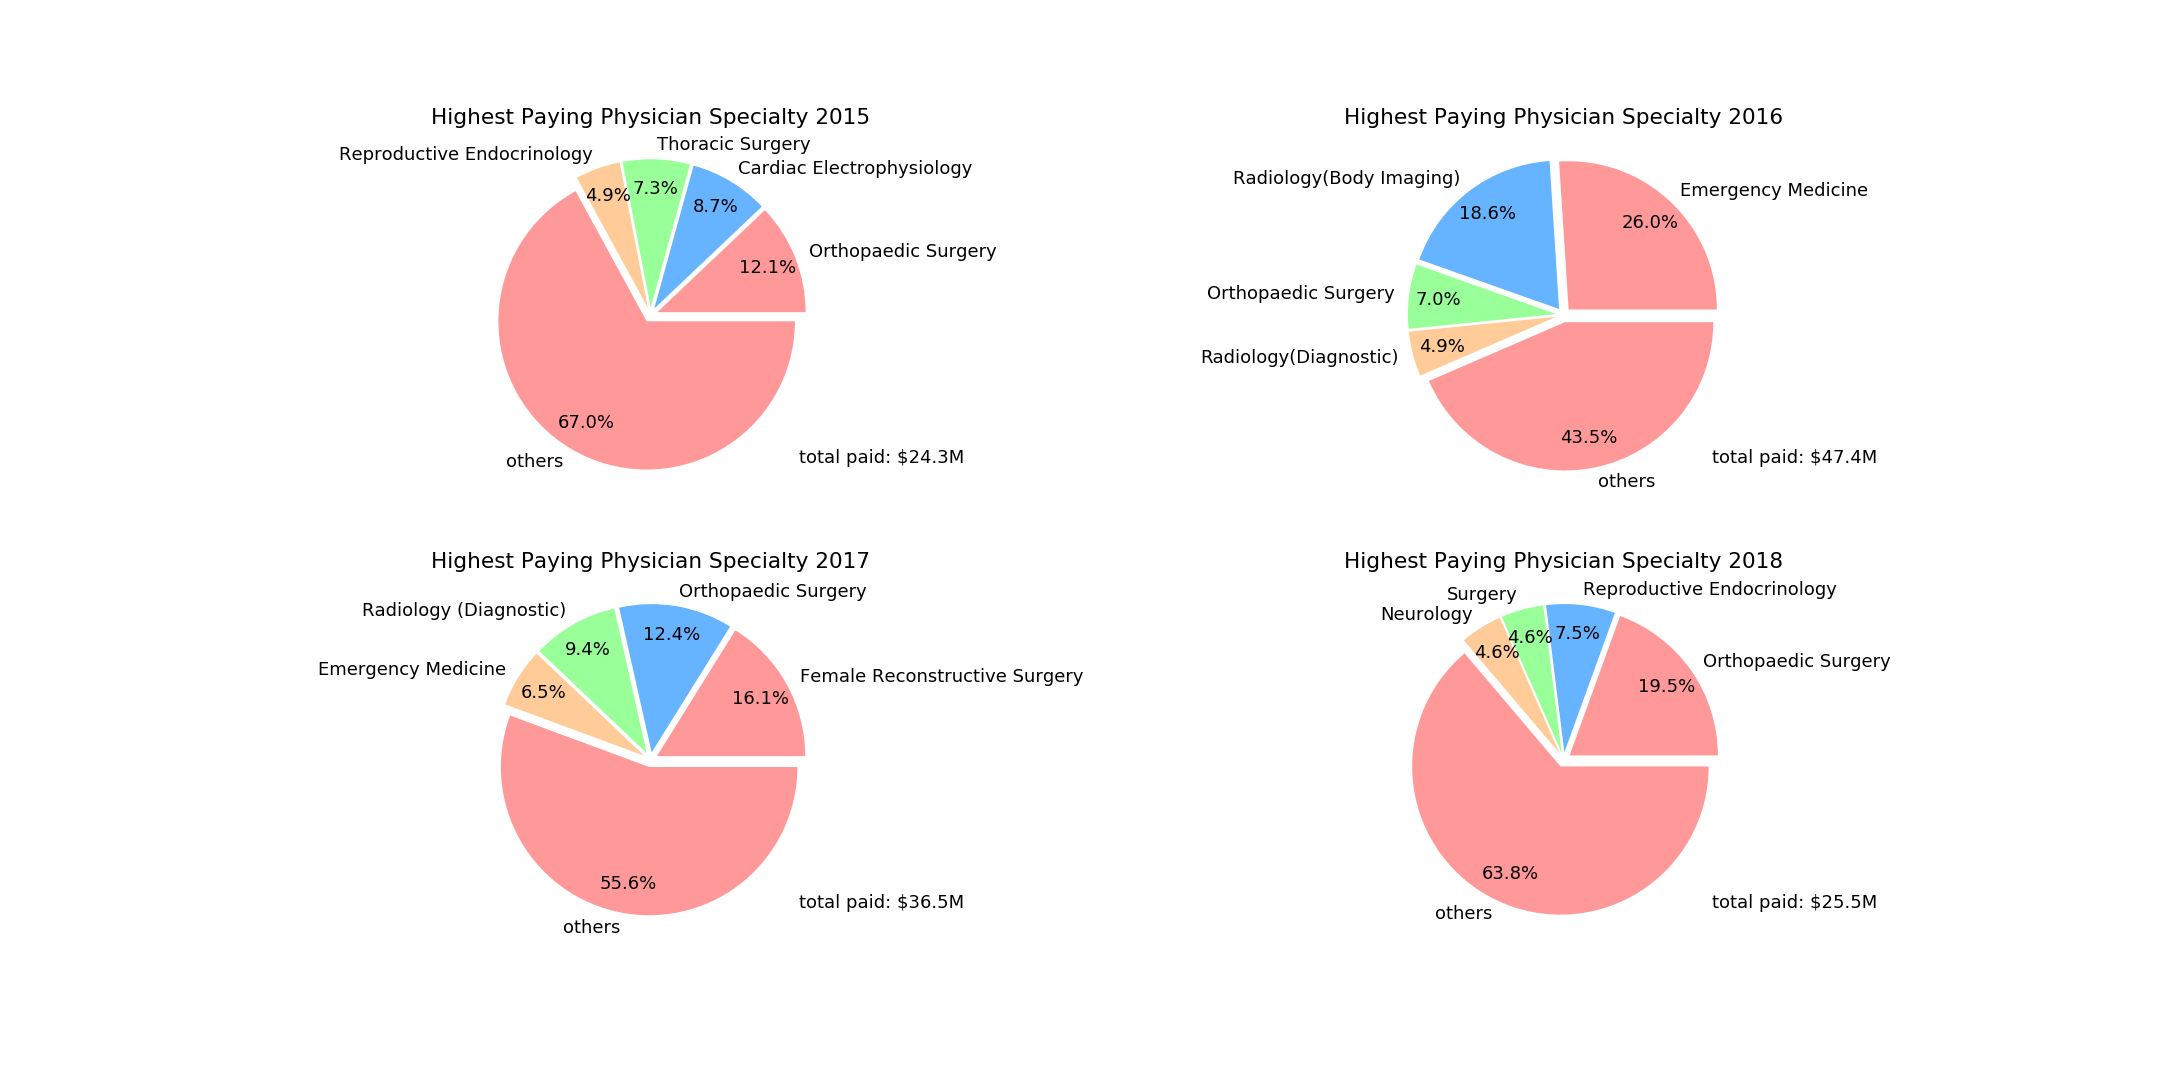 Highest Paying Physician Specialty 2015
Thoracic Surgery
Reproductive Endocrinology
Cardiac Electrophysiology
4.9%
7.3%
8.7%
Orthopaedic Surgery
12.1%
67.0%
others
total paid: $24.3M
Highest Paying Physician Specialty 2016
Radiology(Body Imaging)
Emergency Medicine
18.6%
26.0%
Orthopaedic Surgery
7.0%
Radiology(Diagnostic)
4.9%
43.5%
others
total paid: $47.4M
Highest Paying Physician Specialty 2017
Orthopaedic Surgery
Radiology (Diagnostic)
12.4%
9.4%
Emergency Medicine
6.5%
Female Reconstructive Surgery
16.1%
55.6%
others
total paid: $36.5M
Highest Paying Physician Specialty 2018
Reproductive Endocrinology
Surgery
Neurology
7.5%
4.6%
4.6%
Orthopaedic Surgery
19.5%
63.8%
others
total paid: $25.5M